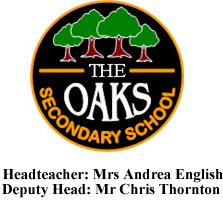 THE
OAKS
SECONDARY SCHOOL
Headteacher: Mrs Andrea English
Deputy Head: Mr Chris Thornton